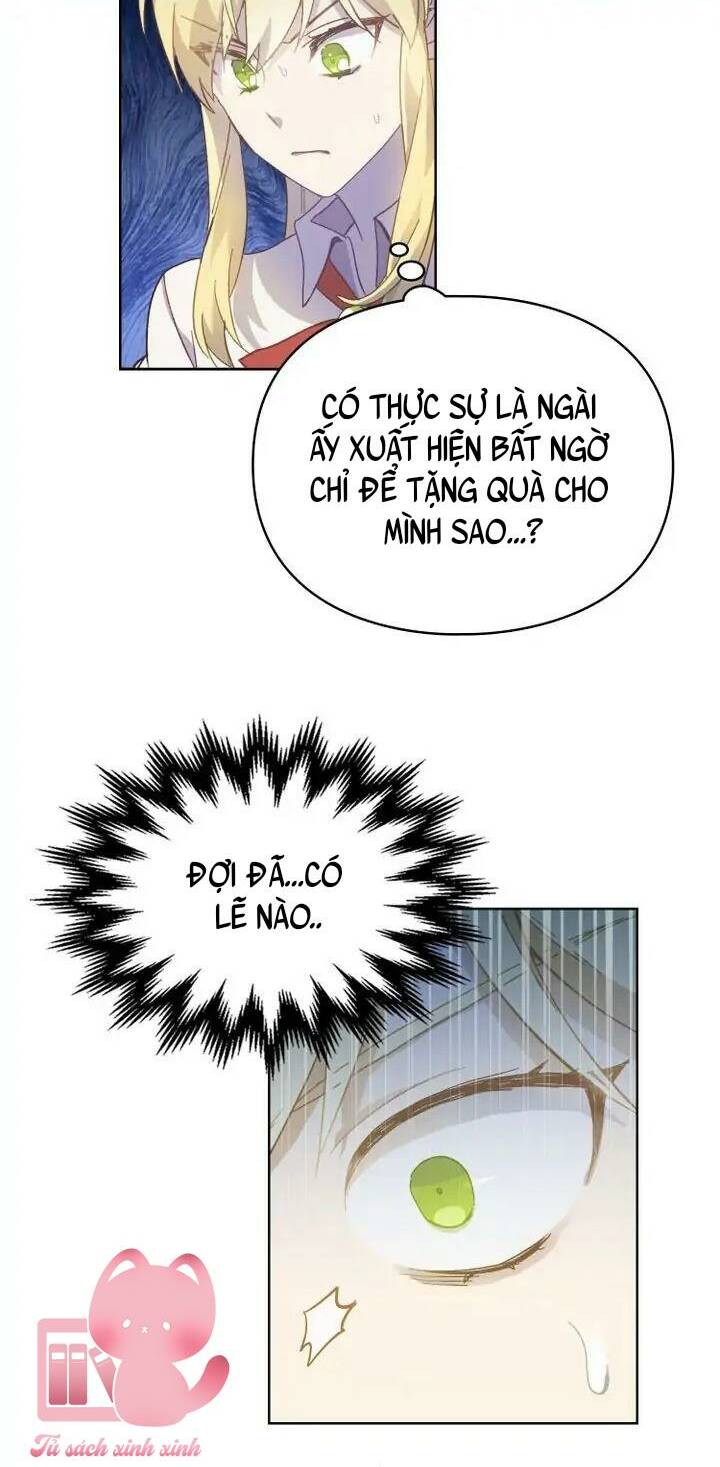 CÓ THỰC SỰ LÀ NGÀI
ẤY XUẤT HIỆN BẤT NGỜ
CHỈ ĐỂ TẶNG QUÀ CHO
MÌNH SAO...?
ĐỢI ĐÃ...CÓ
LẼ NÀO..
Tủ sách xinh xinh